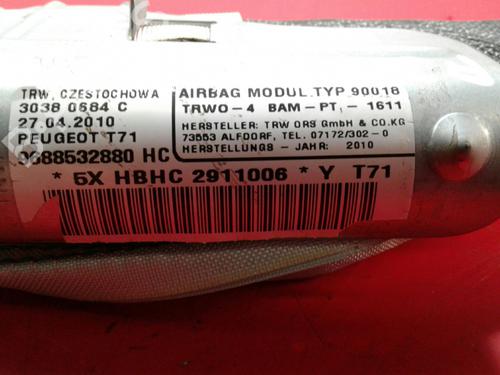 TRW, CZESTOCHOWA
3038 0684 C
27.04.2010
PEUGEOT T71
9688532880 HC
AIRBAG MODUL.TYP 90018
TRWO-4 BAM-PT, -1611
HERSTELLER: TRW ORS GmbH & CO.KG
73553 ALFDORF, TEL. 07172/302-0
HERSTELLUNGS - JAHR: 2010
* 5X HBHC 2911006 * Y T71